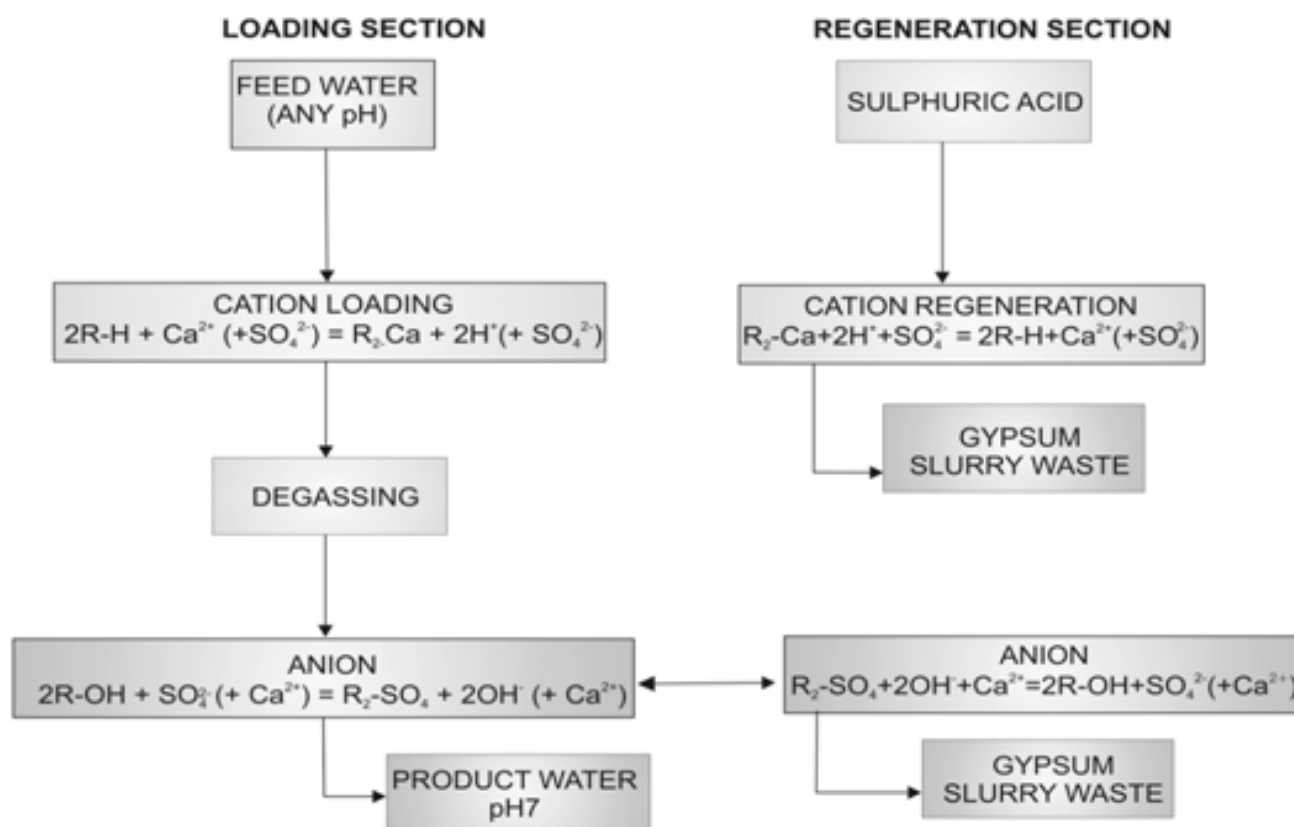 LOADING SECTION
FEED WATER
(ANY pH)
CATION LOADING
2R-H + Ca²⁺ (+SO₄²⁻) = R₂-Ca + 2H⁺(+ SO₄²⁻)
DEGASSING
ANION
2R-OH + SO₄²⁻(+ Ca²⁺) = R₂-SO₄ + 2OH⁻ (+ Ca²⁺)
PRODUCT WATER
pH7
REGENERATION SECTION
SULPHURIC ACID
CATION REGENERATION
R₂-Ca+2H⁺+SO₄²⁻ = 2R-H+Ca²⁺(+SO₄²⁻)
GYPSUM
SLURRY WASTE
ANION
R₂-SO₄+2OH⁻+Ca²⁺=2R-OH+SO₄²⁻(+Ca²⁺)
GYPSUM
SLURRY WASTE